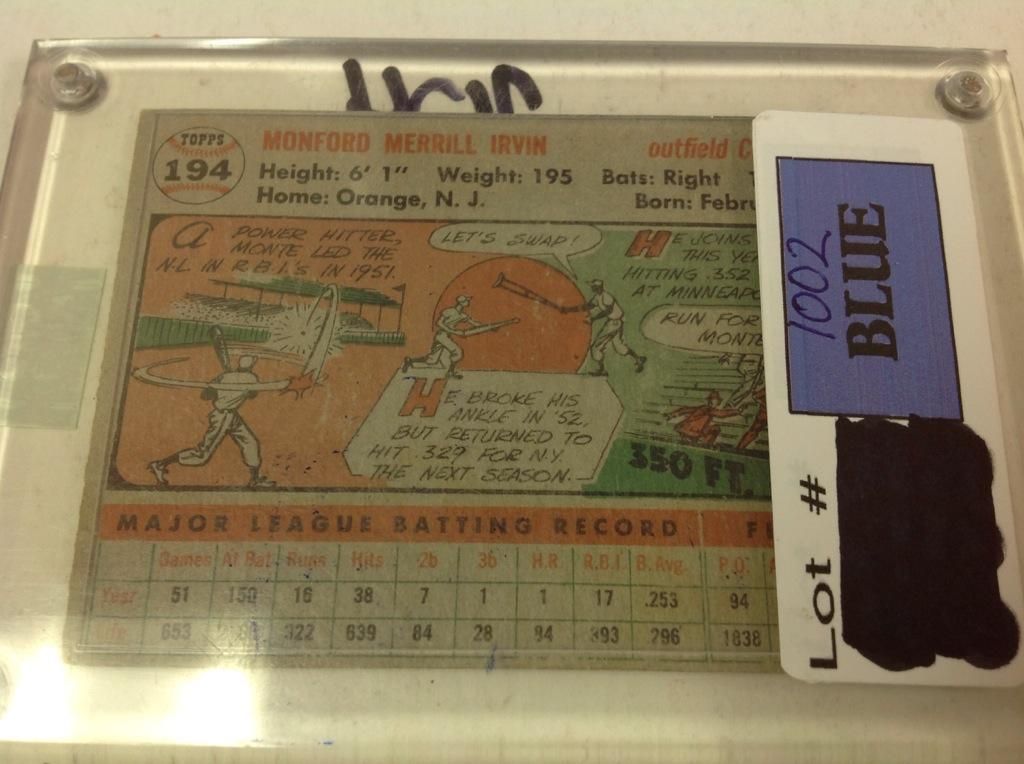 TOPPS
194
MONFORD MERRILL IRVIN outfield C
Height: 6' 1" Weight: 195 Bats: Right
Home: Orange, N. J. Born: Febru
A POWER HITTER,
MONTE LED THE
N.L. IN R.B.I.'s IN 1951.
LET'S SWAP!
HE BROKE HIS
ANKLE IN '52,
BUT RETURNED TO
HIT .329 FOR N.Y.
THE NEXT SEASON.
HE JOINS
THIS YE
HITTING .352
AT MINNEAPO
RUN FOR
MONTE
350 FT.
MAJOR LEAGUE BATTING RECORD
Games At Bat Runs Hits 2b 3b H.R. R.B.I. B.Avg. P.O.
Year 51 150 16 38 7 1 1 17 .253 94
653 322 639 84 28 94 393 .296 1838
1002
BLUE
Lot #